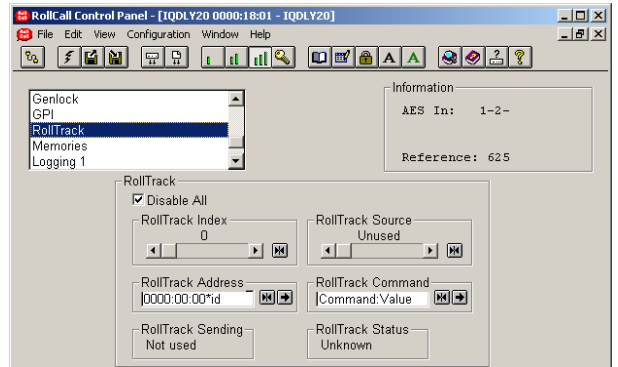 RollCall Control Panel - [IQDLY20 0000:18:01 - IQDLY20]
File Edit View Configuration Window Help
A A
Genlock
GPI
RollTrack
Memories
Logging 1
Information
AES In: 1-2-
Reference: 625
RollTrack
Disable All
RollTrack Index
0
RollTrack Source
Unused
RollTrack Address
0000:00:00*id
RollTrack Command
Command:Value
RollTrack Sending
Not used
RollTrack Status
Unknown